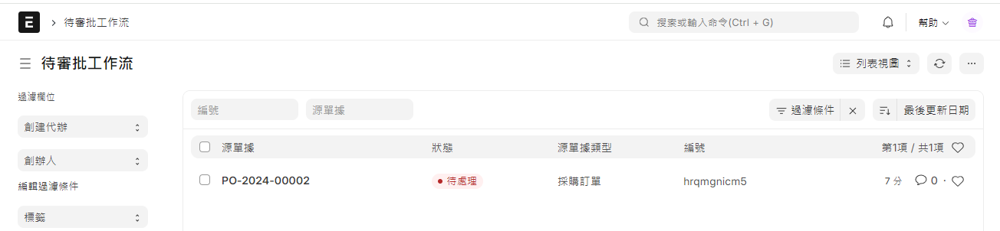 E
待審批工作流
搜索或輸入命令(Ctrl + G)
幫助
待審批工作流
列表視圖
過濾欄位
創建代辦
創辦人
編輯過濾條件
標籤
編號
源單據
過濾條件
最後更新日期
源單據 狀態 源單據類型 編號 第1項 / 共1項
PO-2024-00002 待處理 採購訂單 hrqmgnicm5 7 分 0 ·